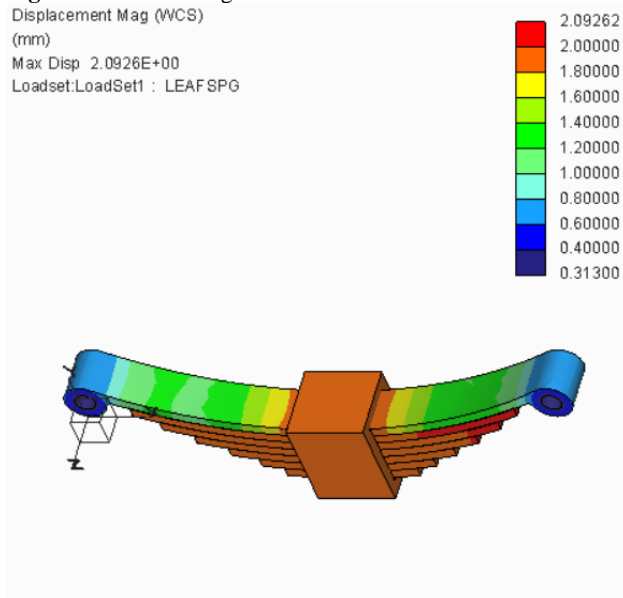 Displacement Mag (WCS)
(mm)
Max Disp 2.0926E+00
Loadset:LoadSet1 : LEAFSPG
2.09262
2.00000
1.80000
1.60000
1.40000
1.20000
1.00000
0.80000
0.60000
0.40000
0.31300
Z